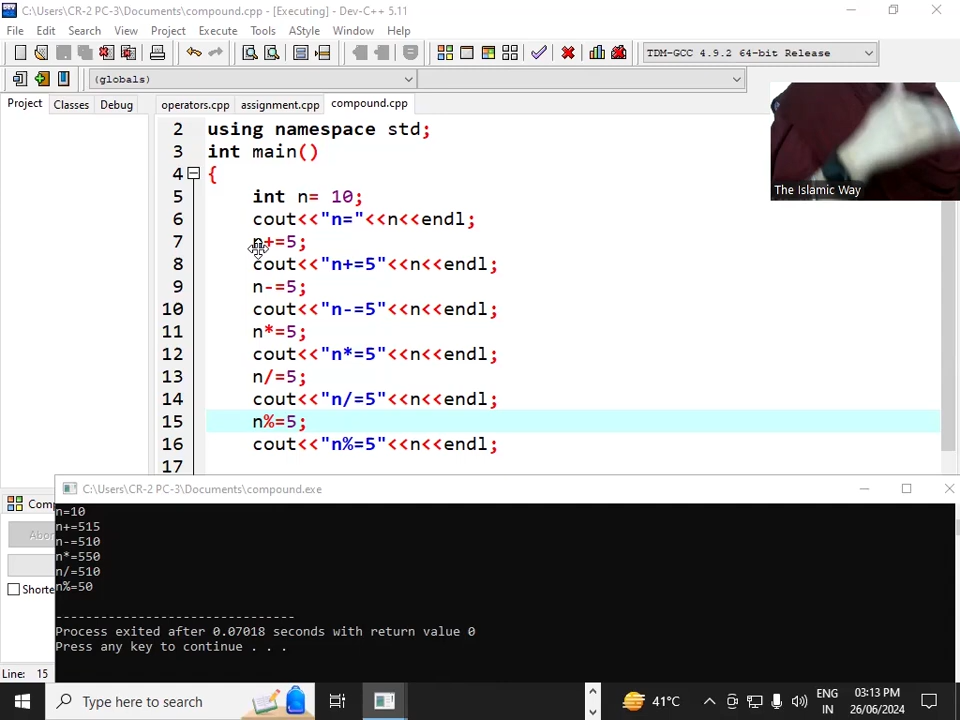 C:\Users\CR-2 PC-3\Documents\compound.cpp - [Executing] - Dev-C++ 5.11
File Edit Search View Project Execute Tools AStyle Window Help
TDM-GCC 4.9.2 64-bit Release
(globals)
Project Classes Debug operators.cpp assignment.cpp compound.cpp
2 using namespace std;
3 int main()
4 {
5 int n= 10;
6 cout<<"n="<<n<<endl;
7 n+=5;
8 cout<<"n+=5"<<n<<endl;
9 n-=5;
10 cout<<"n-=5"<<n<<endl;
11 n*=5;
12 cout<<"n*=5"<<n<<endl;
13 n/=5;
14 cout<<"n/=5"<<n<<endl;
15 n%=5;
16 cout<<"n%=5"<<n<<endl;
17
The Islamic Way
C:\Users\CR-2 PC-3\Documents\compound.exe
n=10
n+=515
n-=510
n*=550
n/=510
n%=50
--------------------------------
Process exited after 0.07018 seconds with return value 0
Press any key to continue . . .
Line: 15
Type here to search
41°C
ENG
IN
03:13 PM
26/06/2024